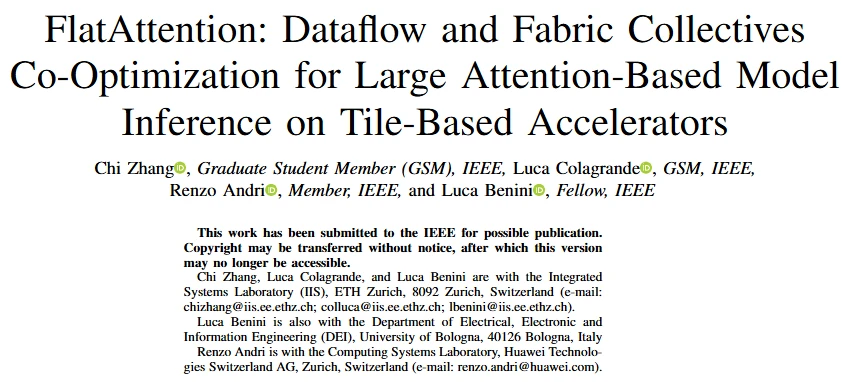 FlatAttention: Dataflow and Fabric Collectives
Co-Optimization for Large Attention-Based Model
Inference on Tile-Based Accelerators
Chi Zhang, Graduate Student Member (GSM), IEEE, Luca Colagrande, GSM, IEEE,
Renzo Andri, Member, IEEE, and Luca Benini, Fellow, IEEE
This work has been submitted to the IEEE for possible publication.
Copyright may be transferred without notice, after which this version
may no longer be accessible.
Chi Zhang, Luca Colagrande, and Luca Benini are with the Integrated
Systems Laboratory (IIS), ETH Zurich, 8092 Zurich, Switzerland (e-mail:
chizhang@iis.ee.ethz.ch; colluca@iis.ee.ethz.ch; lbenini@iis.ee.ethz.ch).
Luca Benini is also with the Department of Electrical, Electronic and
Information Engineering (DEI), University of Bologna, 40126 Bologna, Italy
Renzo Andri is with the Computing Systems Laboratory, Huawei Technolo-
gies Switzerland AG, Zurich, Switzerland (e-mail: renzo.andri@huawei.com).